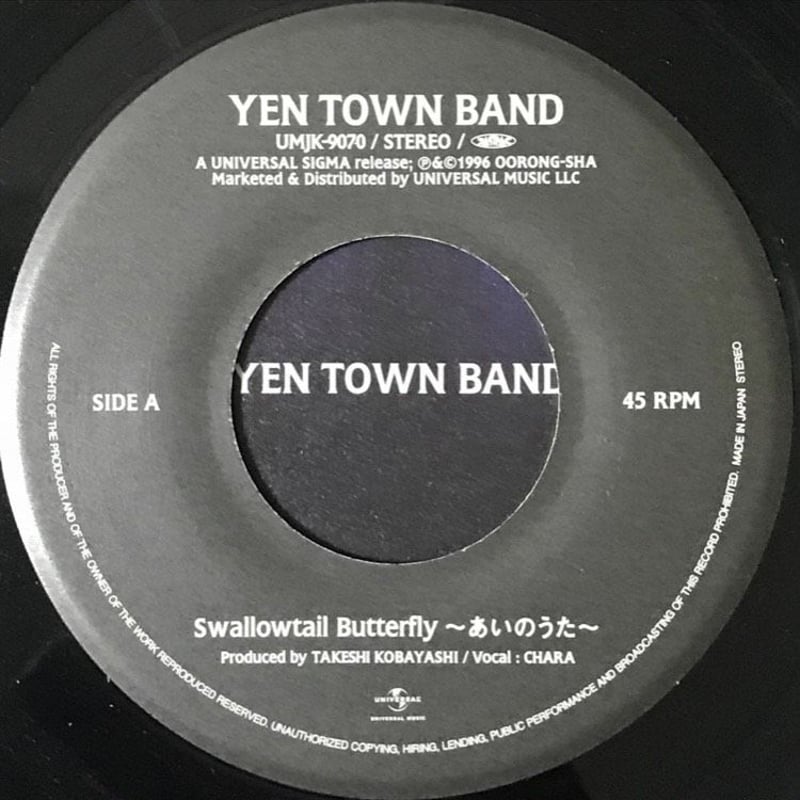 YEN TOWN BAND
UMJK-9070 / STEREO /
A UNIVERSAL SIGMA release; ℗&©1996 OORONG-SHA
Marketed & Distributed by UNIVERSAL MUSIC LLC
YEN TOWN BAND
SIDE A
45 RPM
Swallowtail Butterfly ～あいのうた～
Produced by TAKESHI KOBAYASHI / Vocal : CHARA
UNIVERSAL
UNIVERSAL MUSIC
ALL RIGHTS OF THE PRODUCER AND OF THE OWNER OF THE WORK REPRODUCED RESERVED. UNAUTHORIZED COPYING, HIRING, LENDING, PUBLIC PERFORMANCE AND BROADCASTING OF THIS RECORD PROHIBITED. MADE IN JAPAN STEREO